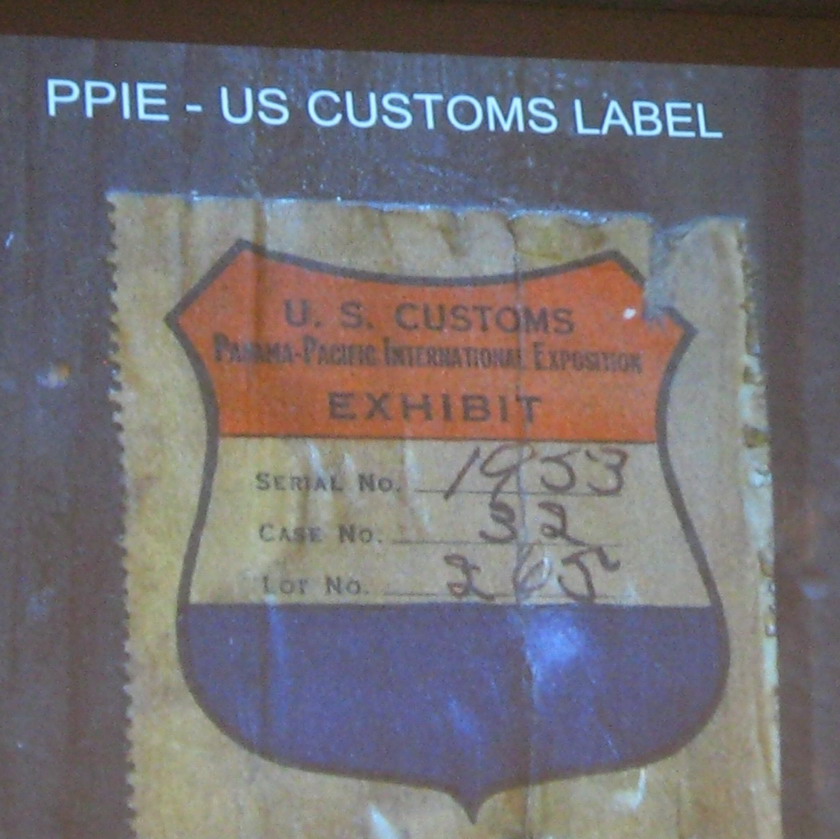 PPIE - US CUSTOMS LABEL
U. S. CUSTOMS
PANAMA-PACIFIC INTERNATIONAL EXPOSITION
EXHIBIT
SERIAL No. 1953
CASE No. 32
LOT No. 265